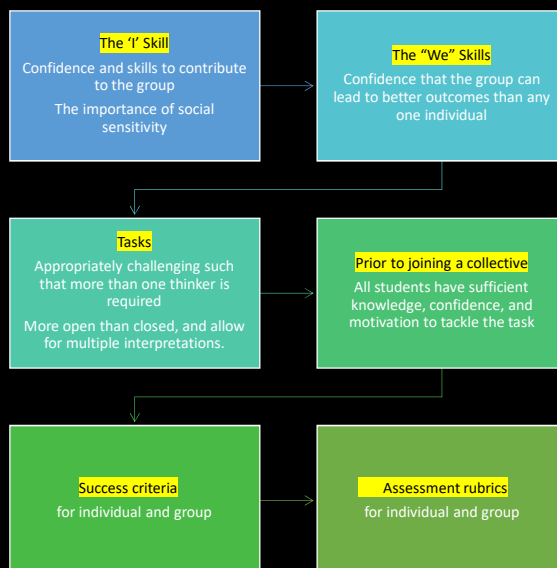 The 'I' Skill
Confidence and skills to contribute
to the group
The importance of social
sensitivity
The “We” Skills
Confidence that the group can
lead to better outcomes than any
one individual
Tasks
Appropriately challenging such
that more than one thinker is
required
More open than closed, and allow
for multiple interpretations.
Prior to joining a collective
All students have sufficient
knowledge, confidence, and
motivation to tackle the task
Success criteria
for individual and group
Assessment rubrics
for individual and group